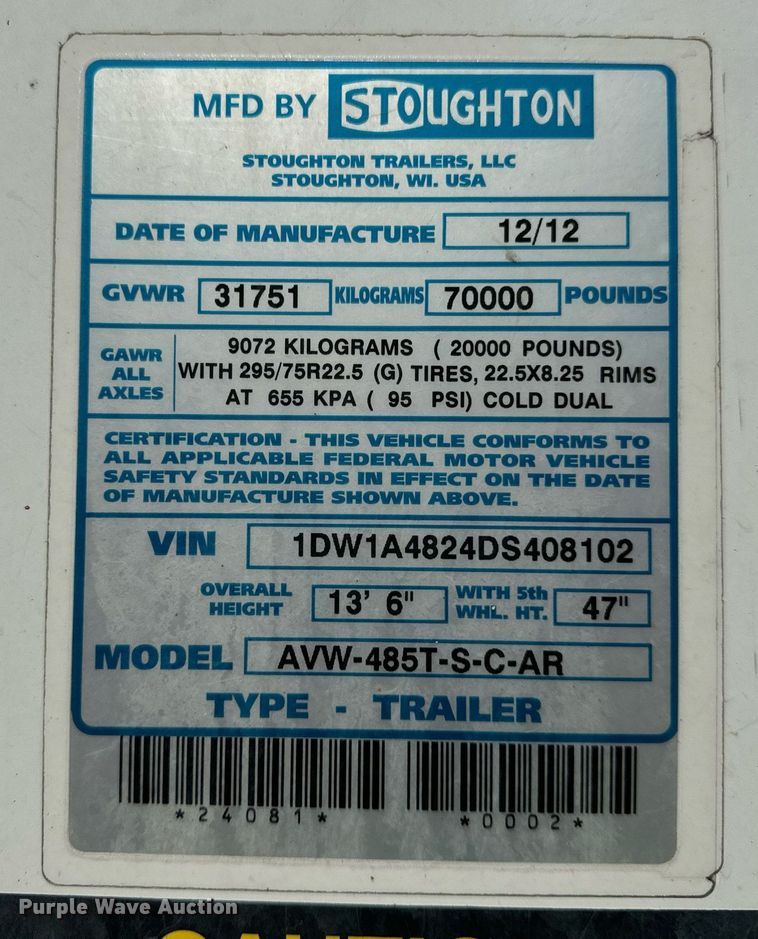 MFD BY STOUGHTON
STOUGHTON TRAILERS, LLC
STOUGHTON, WI. USA
DATE OF MANUFACTURE 12/12
GVWR 31751 KILOGRAMS 70000 POUNDS
GAWR ALL AXLES
9072 KILOGRAMS ( 20000 POUNDS)
WITH 295/75R22.5 (G) TIRES, 22.5X8.25 RIMS
AT 655 KPA ( 95 PSI) COLD DUAL
CERTIFICATION - THIS VEHICLE CONFORMS TO
ALL APPLICABLE FEDERAL MOTOR VEHICLE
SAFETY STANDARDS IN EFFECT ON THE DATE
OF MANUFACTURE SHOWN ABOVE.
VIN 1DW1A4824DS408102
OVERALL HEIGHT 13' 6" WITH 5th WHL. HT. 47"
MODEL AVW-485T-S-C-AR
TYPE - TRAILER
*24081* *0002*
Purple Wave Auction